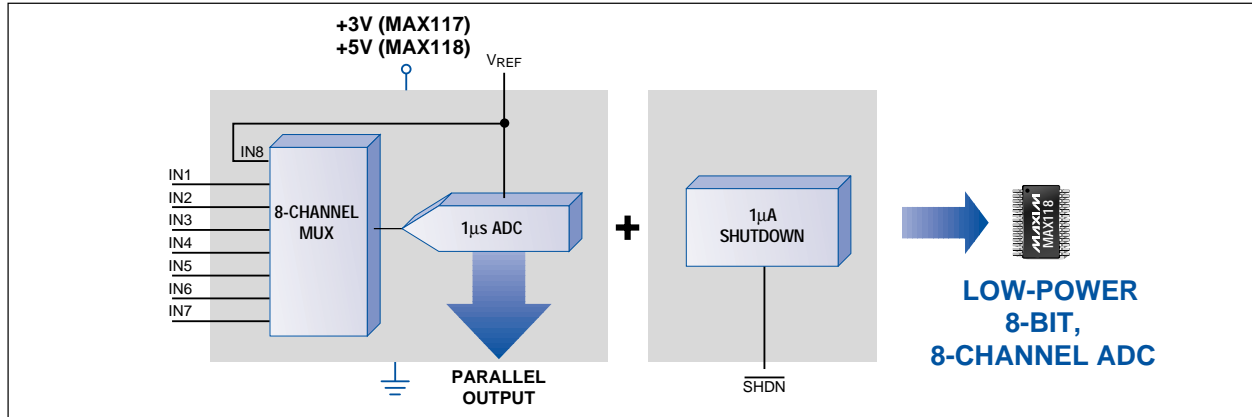 +3V (MAX117)
+5V (MAX118)
VREF
IN8
IN1
IN2
IN3
IN4
IN5
IN6
IN7
8-CHANNEL
MUX
1µs ADC
PARALLEL
OUTPUT
+
1µA
SHUTDOWN
SHDN
MAXIM
MAX118
LOW-POWER
8-BIT,
8-CHANNEL ADC